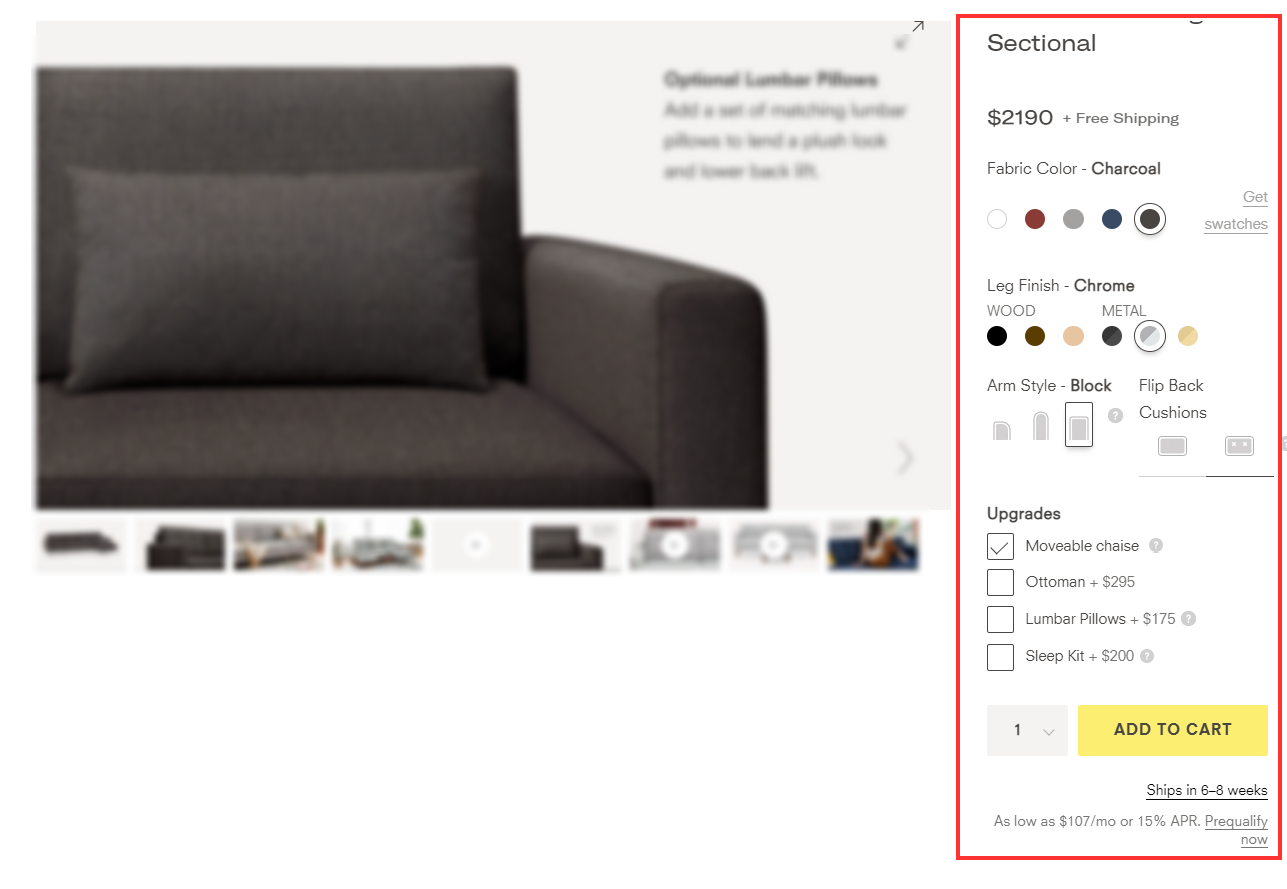 Optional Lumbar Pillows
Add a set of matching lumbar
pillows to lend a plush look
and lower back lift.
Sectional
$2190 + Free Shipping
Fabric Color - Charcoal
Get
swatches
Leg Finish - Chrome
WOOD METAL
Arm Style - Block
?
Flip Back
Cushions
Upgrades
Moveable chaise ?
Ottoman + $295
Lumbar Pillows + $175 ?
Sleep Kit + $200 ?
1
ADD TO CART
Ships in 6–8 weeks
As low as $107/mo or 15% APR. Prequalify
now